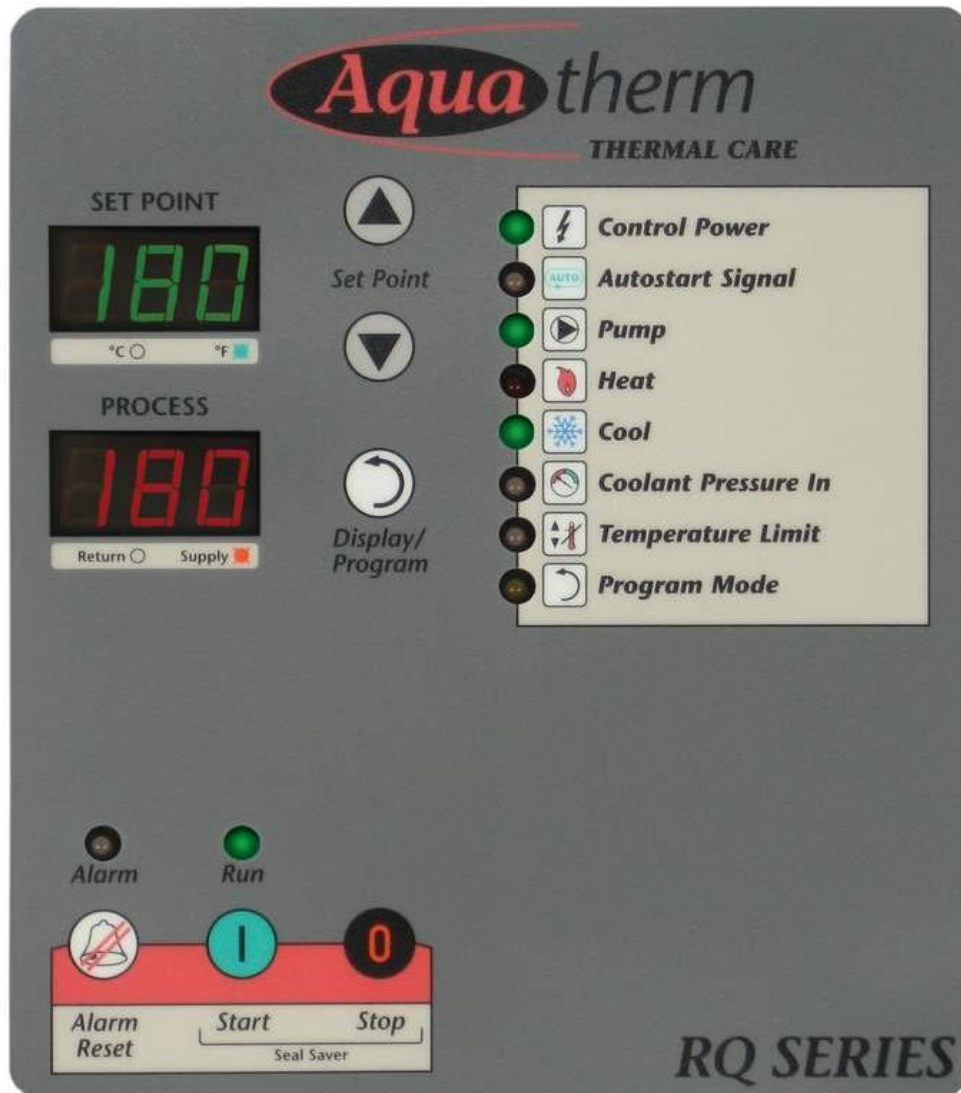 Aqua therm
THERMAL CARE
SET POINT
180
°C °F
PROCESS
180
Return Supply
Set Point
Display/
Program
Control Power
AUTO
Autostart Signal
Pump
Heat
Cool
Coolant Pressure In
Temperature Limit
Program Mode
Alarm Run
I 0
Alarm
Reset
Start Stop
Seal Saver
RQ SERIES